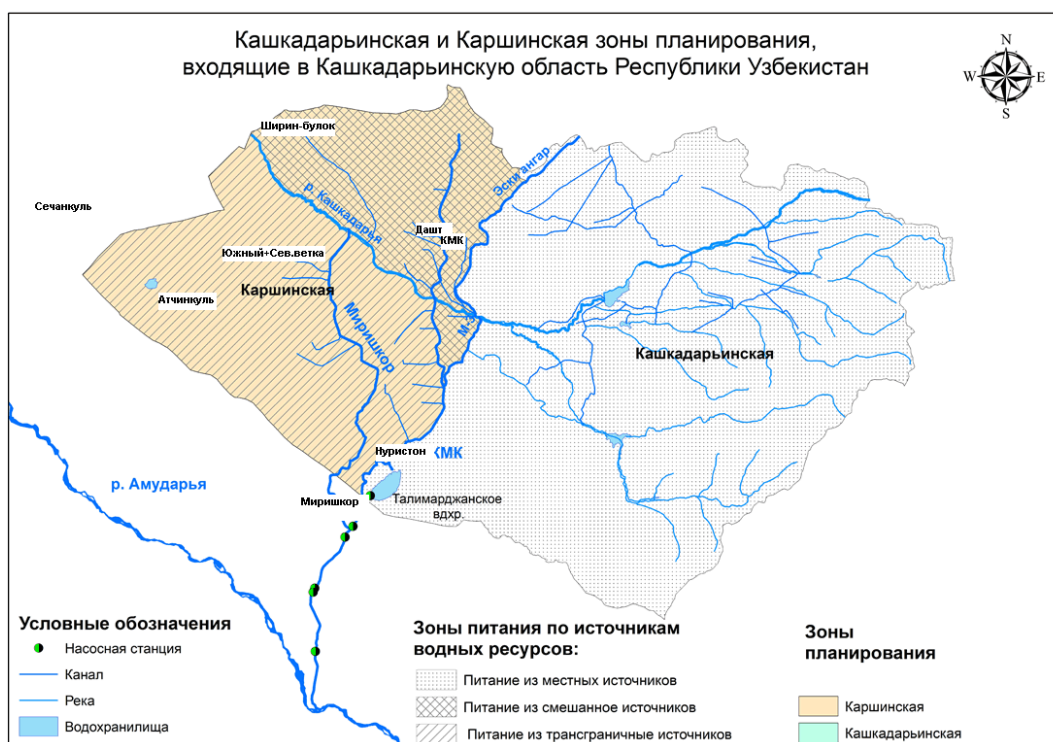 Кашкадарьинская и Каршинская зоны планирования,
входящие в Кашкадарьинскую область Республики Узбекистан
N
W
E
S
Ширин-булок
Эски ангар
р. Кашкадарья
Сечанкуль
Дашт
КМК
Южный+Сев.ветка
Каршинская
Атчинкуль
Миришкор
М-3
Кашкадарьинская
Нуристон
КМК
Миришкор
Талимарджанское
вдхр.
р. Амударья
Условные обозначения
Насосная станция
Канал
Река
Водохранилища
Зоны питания по источникам
водных ресурсов:
Питание из местных источников
Питание из смешанное источников
Питание из трансграничные источников
Зоны
планирования
Каршинская
Кашкадарьинская